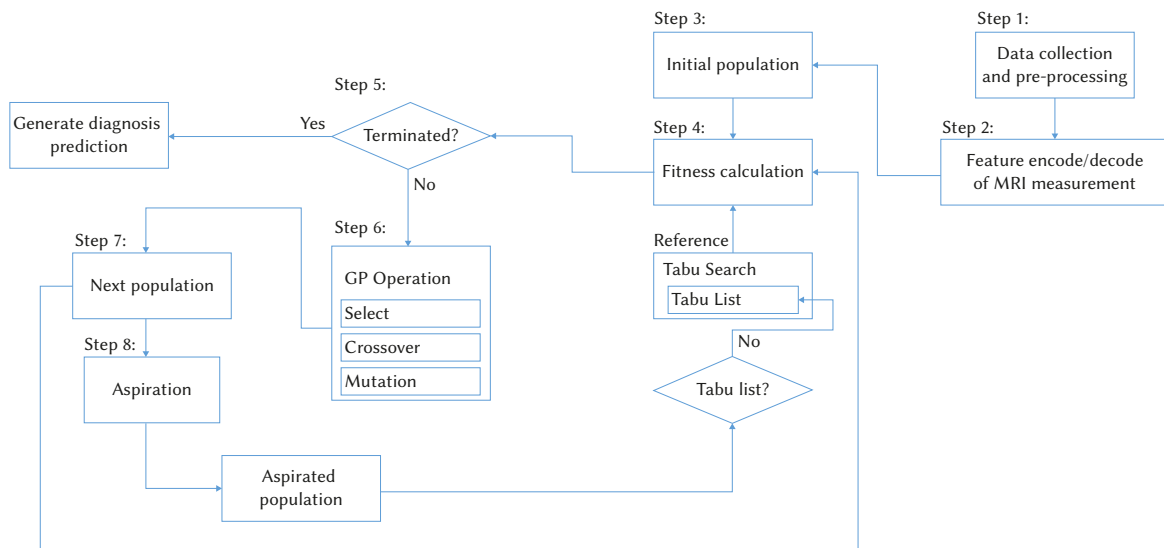 Step 1:
Data collection
and pre-processing
Step 2:
Feature encode/decode
of MRI measurement
Step 3:
Initial population
Step 4:
Fitness calculation
Step 5:
Terminated?
Yes
No
Generate diagnosis
prediction
Step 6:
GP Operation
Select
Crossover
Mutation
Step 7:
Next population
Step 8:
Aspiration
Aspirated
population
Tabu list?
No
Reference
Tabu Search
Tabu List